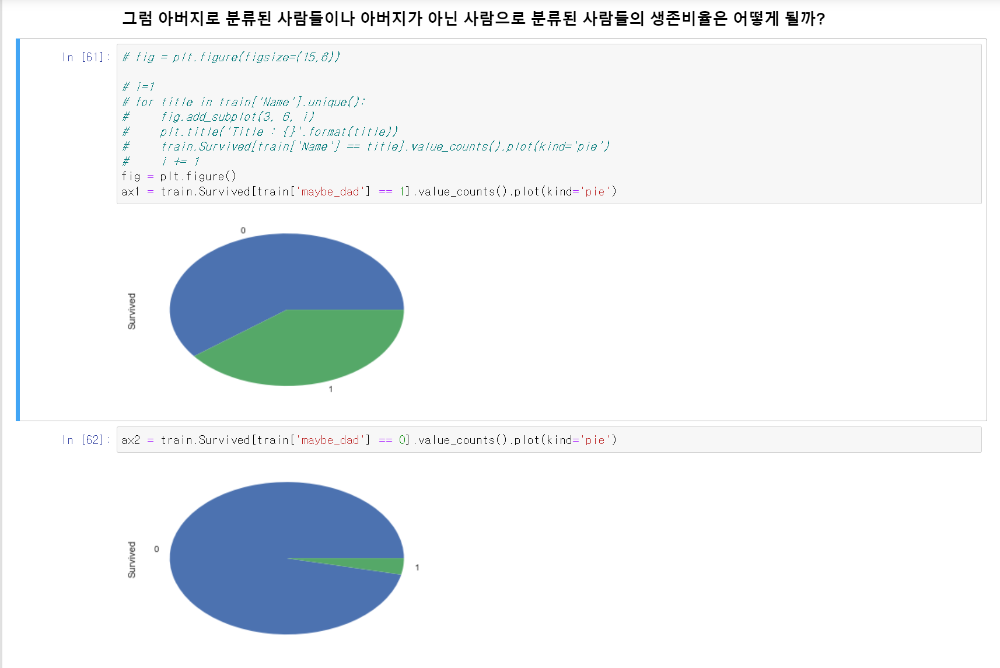 그럼 아버지로 분류된 사람들이나 아버지가 아닌 사람으로 분류된 사람들의 생존비율은 어떻게 될까?
In [61]:
# fig = plt.figure(figsize=(15,6))
# i=1
# for title in train['Name'].unique():
#     fig.add_subplot(3, 6, i)
#     plt.title('Title : {}'.format(title))
#     train.Survived[train['Name'] == title].value_counts().plot(kind='pie')
#     i += 1
fig = plt.figure()
ax1 = train.Survived[train['maybe_dad'] == 1].value_counts().plot(kind='pie')
0
Survived
1
In [62]:
ax2 = train.Survived[train['maybe_dad'] == 0].value_counts().plot(kind='pie')
0
Survived
1